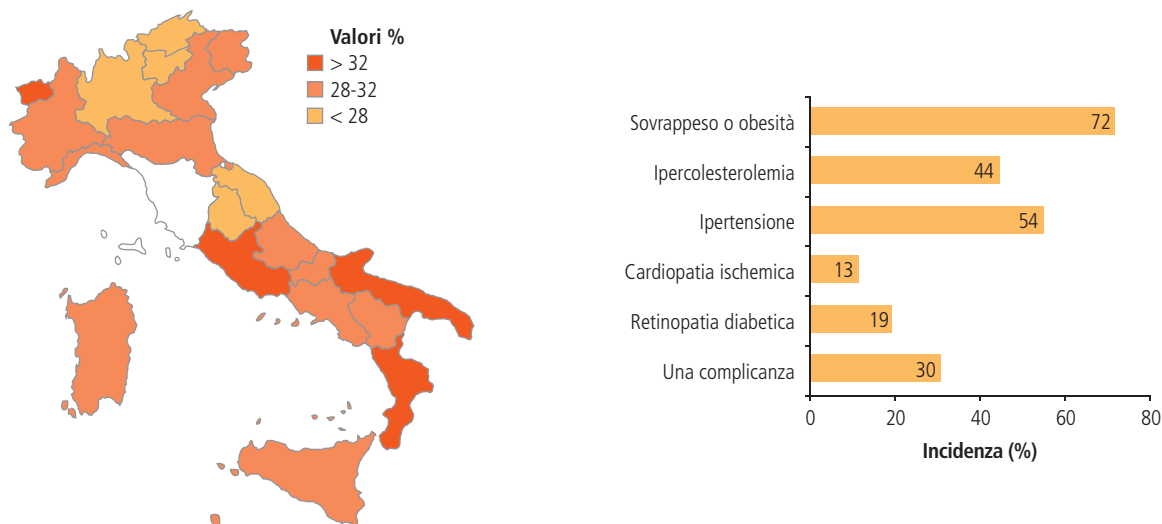 Valori %
> 32
28-32
< 28
Sovrappeso o obesità
72
Ipercolesterolemia
44
Ipertensione
54
Cardiopatia ischemica
13
Retinopatia diabetica
19
Una complicanza
30
0 20 40 60 80
Incidenza (%)